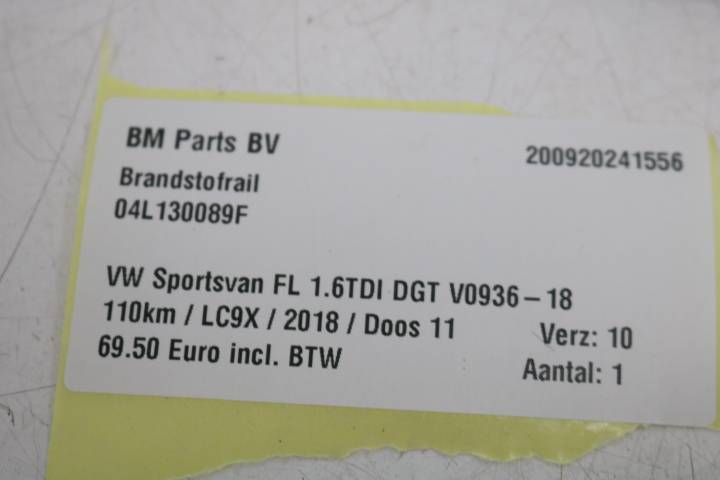 BM Parts BV
200920241556
Brandstofrail
04L130089F
VW Sportsvan FL 1.6TDI DGT V0936-18
110km / LC9X / 2018 / Doos 11
Verz: 10
69.50 Euro incl. BTW
Aantal: 1